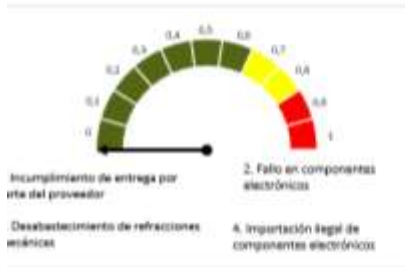 0
0,1
0,2
0,3
0,4
0,5
0,6
0,7
0,8
0,9
1
Incumplimiento de entrega por
rte del proveedor
2. Fallo en componentes
electrónicos
Desabastecimiento de refracciones
ecánicas
4. Importación ilegal de
componentes electrónicos